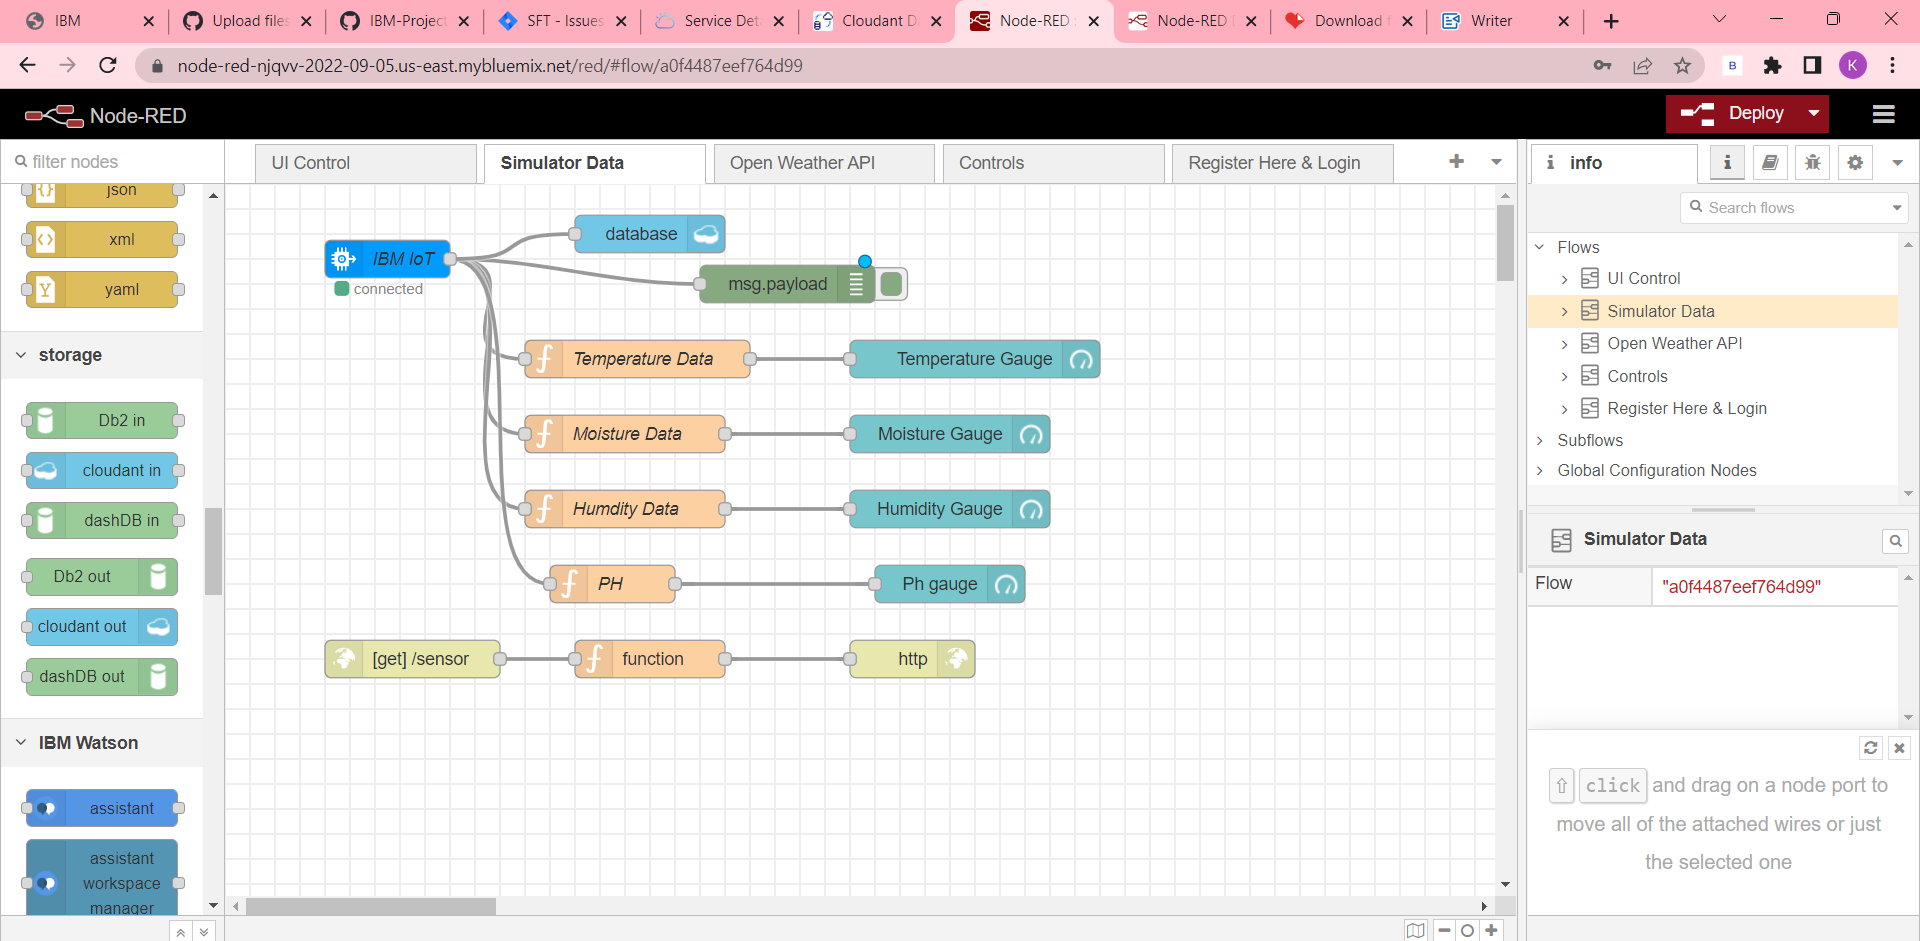 IBM
Upload files
IBM-Project
SFT - Issues
Service Det
Cloudant D
Node-RED :
Node-RED
Download f
Writer
node-red-njqvv-2022-09-05.us-east.mybluemix.net/red/#flow/a0f4487eef764d99
B
K
Node-RED
Deploy
filter nodes
UI Control
Simulator Data
Open Weather API
Controls
Register Here & Login
json
xml
yaml
storage
Db2 in
cloudant in
dashDB in
Db2 out
cloudant out
dashDB out
IBM Watson
assistant
assistant
workspace
manager
IBM IoT
connected
database
msg.payload
Temperature Data
Temperature Gauge
Moisture Data
Moisture Gauge
Humdity Data
Humidity Gauge
PH
Ph gauge
[get] /sensor
function
http
info
Search flows
Flows
UI Control
Simulator Data
Open Weather API
Controls
Register Here & Login
Subflows
Global Configuration Nodes
Simulator Data
Flow "a0f4487eef764d99"
⇧ click and drag on a node port to
move all of the attached wires or just
the selected one